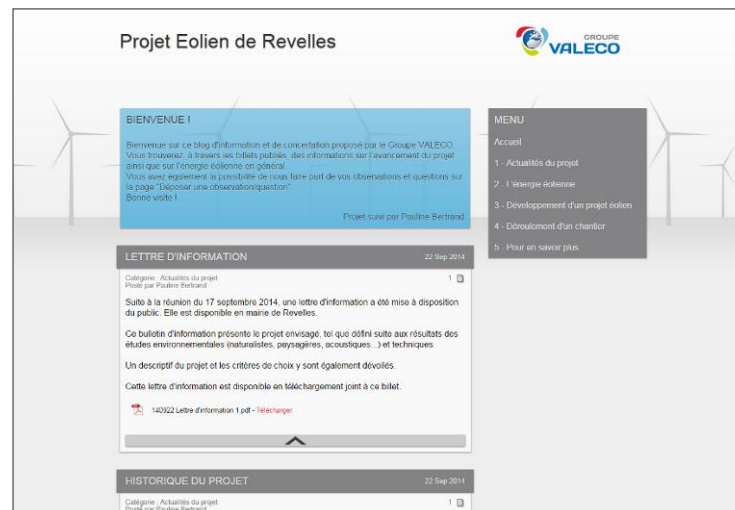 Projet Eolien de Revelles
GROUPE
VALECO
BIENVENUE !
Bienvenue sur ce blog d'information et de concertation proposé par le Groupe VALECO.
Vous trouverez, à travers les billets publiés, des informations sur l'avancement du projet
ainsi que sur l'énergie éolienne en général.
Vous avez également la possibilité de nous faire part de vos observations et questions sur
la page "Déposer une observation/question".
Bonne visite !
Projet suivi par Pauline Bertrand
MENU
Accueil
1 - Actualités du projet
2 - L'énergie éolienne
3 - Développement d'un projet éolien
4 - Déroulement d'un chantier
5 - Pour en savoir plus
LETTRE D'INFORMATION 22 Sep 2014
Catégorie : Actualités du projet 1
Posté par Pauline Bertrand
Suite à la réunion du 17 septembre 2014, une lettre d'information a été mise à disposition
du public. Elle est disponible en mairie de Revelles.
Ce bulletin d'information présente le projet envisagé, tel que défini suite aux résultats des
études environnementales (naturalistes, paysagères, acoustiques...) et techniques.
Un descriptif du projet et les critères de choix y sont également dévoilés.
Cette lettre d'information est disponible en téléchargement joint à ce billet.
140922 Lettre d'information 1.pdf - Télécharger
HISTORIQUE DU PROJET 22 Sep 2014
Catégorie : Actualités du projet 1
Posté par Pauline Bertrand